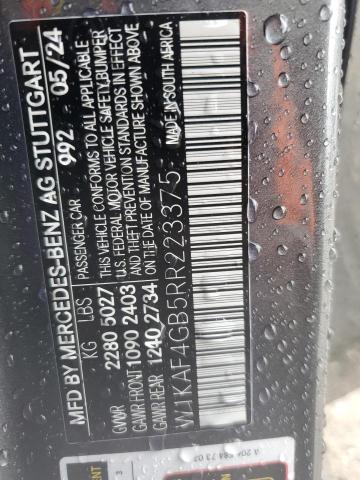 MFD BY MERCEDES-BENZ AG STUTTGART
992 05/24
PASSENGER CAR
KG LBS
GVWR 2280 5027
GAWR FRONT 1090 2403
GAWR REAR 1240 2734
THIS VEHICLE CONFORMS TO ALL APPLICABLE
U.S. FEDERAL MOTOR VEHICLE SAFETY, BUMPER
AND THEFT PREVENTION STANDARDS IN EFFECT
ON THE DATE OF MANUFACTURE SHOWN ABOVE
W1KAF4GB5RR223375
MADE IN SOUTH AFRICA